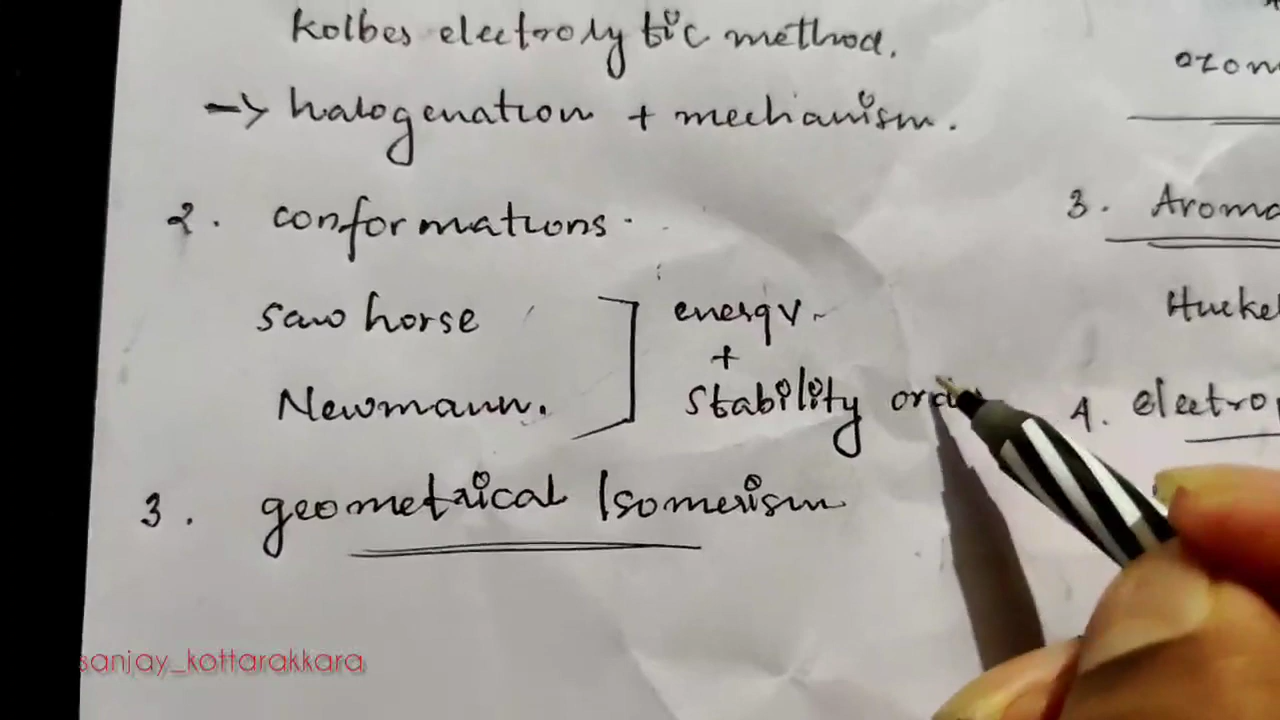 kolbes electrolytic method.
-> halogenation + mechanism.
2. conformations.
saw horse
Newmann.
energy
+
Stability
3. geometrical Isomerism
3. Aroma
Huckel
4. electro
ozon
sanjay_kottarakkara